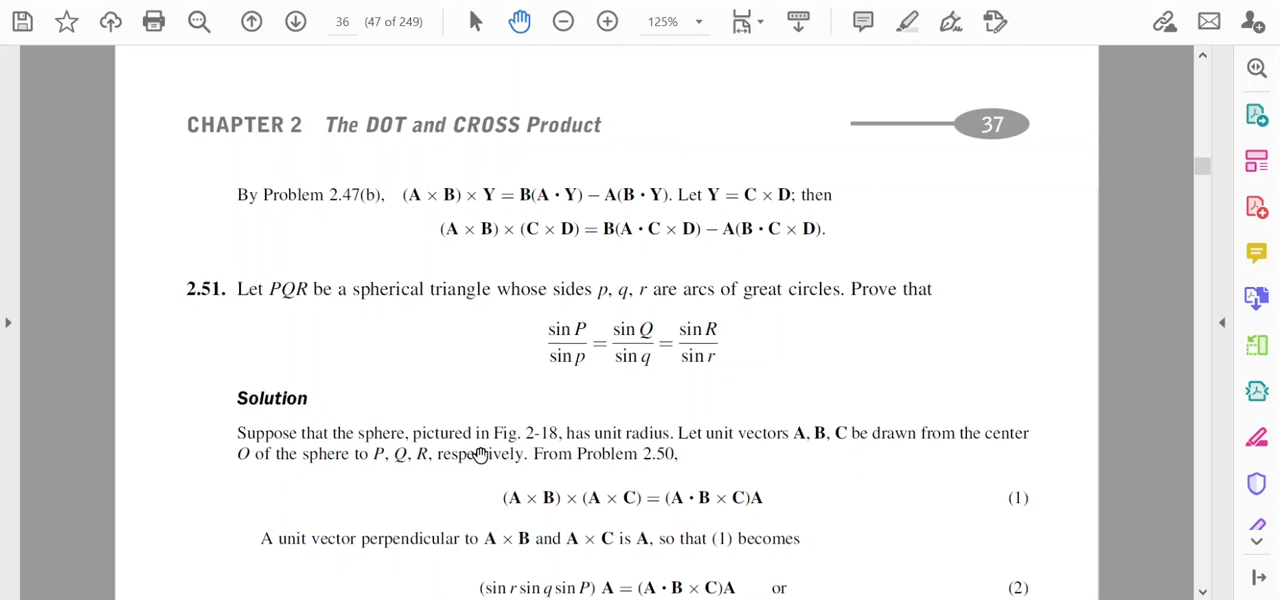 36 (47 of 249) 125%
CHAPTER 2 The DOT and CROSS Product 37
By Problem 2.47(b), (A × B) × Y = B(A • Y) − A(B • Y). Let Y = C × D; then
(A × B) × (C × D) = B(A • C × D) − A(B • C × D).
2.51. Let PQR be a spherical triangle whose sides p, q, r are arcs of great circles. Prove that
sin P / sin p = sin Q / sin q = sin R / sin r
Solution
Suppose that the sphere, pictured in Fig. 2-18, has unit radius. Let unit vectors A, B, C be drawn from the center
O of the sphere to P, Q, R, respectively. From Problem 2.50,
(A × B) × (A × C) = (A • B × C)A (1)
A unit vector perpendicular to A × B and A × C is A, so that (1) becomes
(sin r sin q sin P) A = (A • B × C)A or (2)